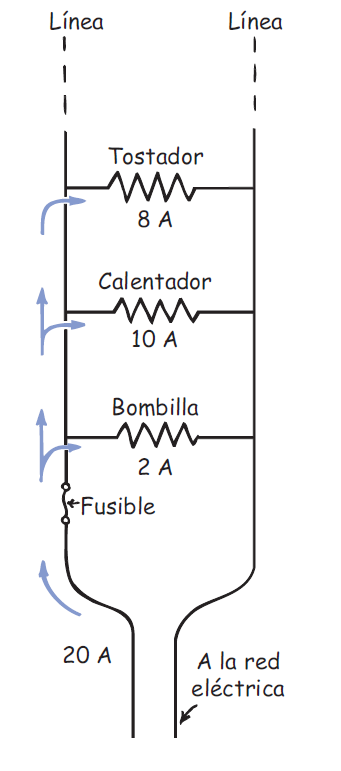 Línea
Línea
Tostador
8 A
Calentador
10 A
Bombilla
2 A
Fusible
20 A
A la red
eléctrica